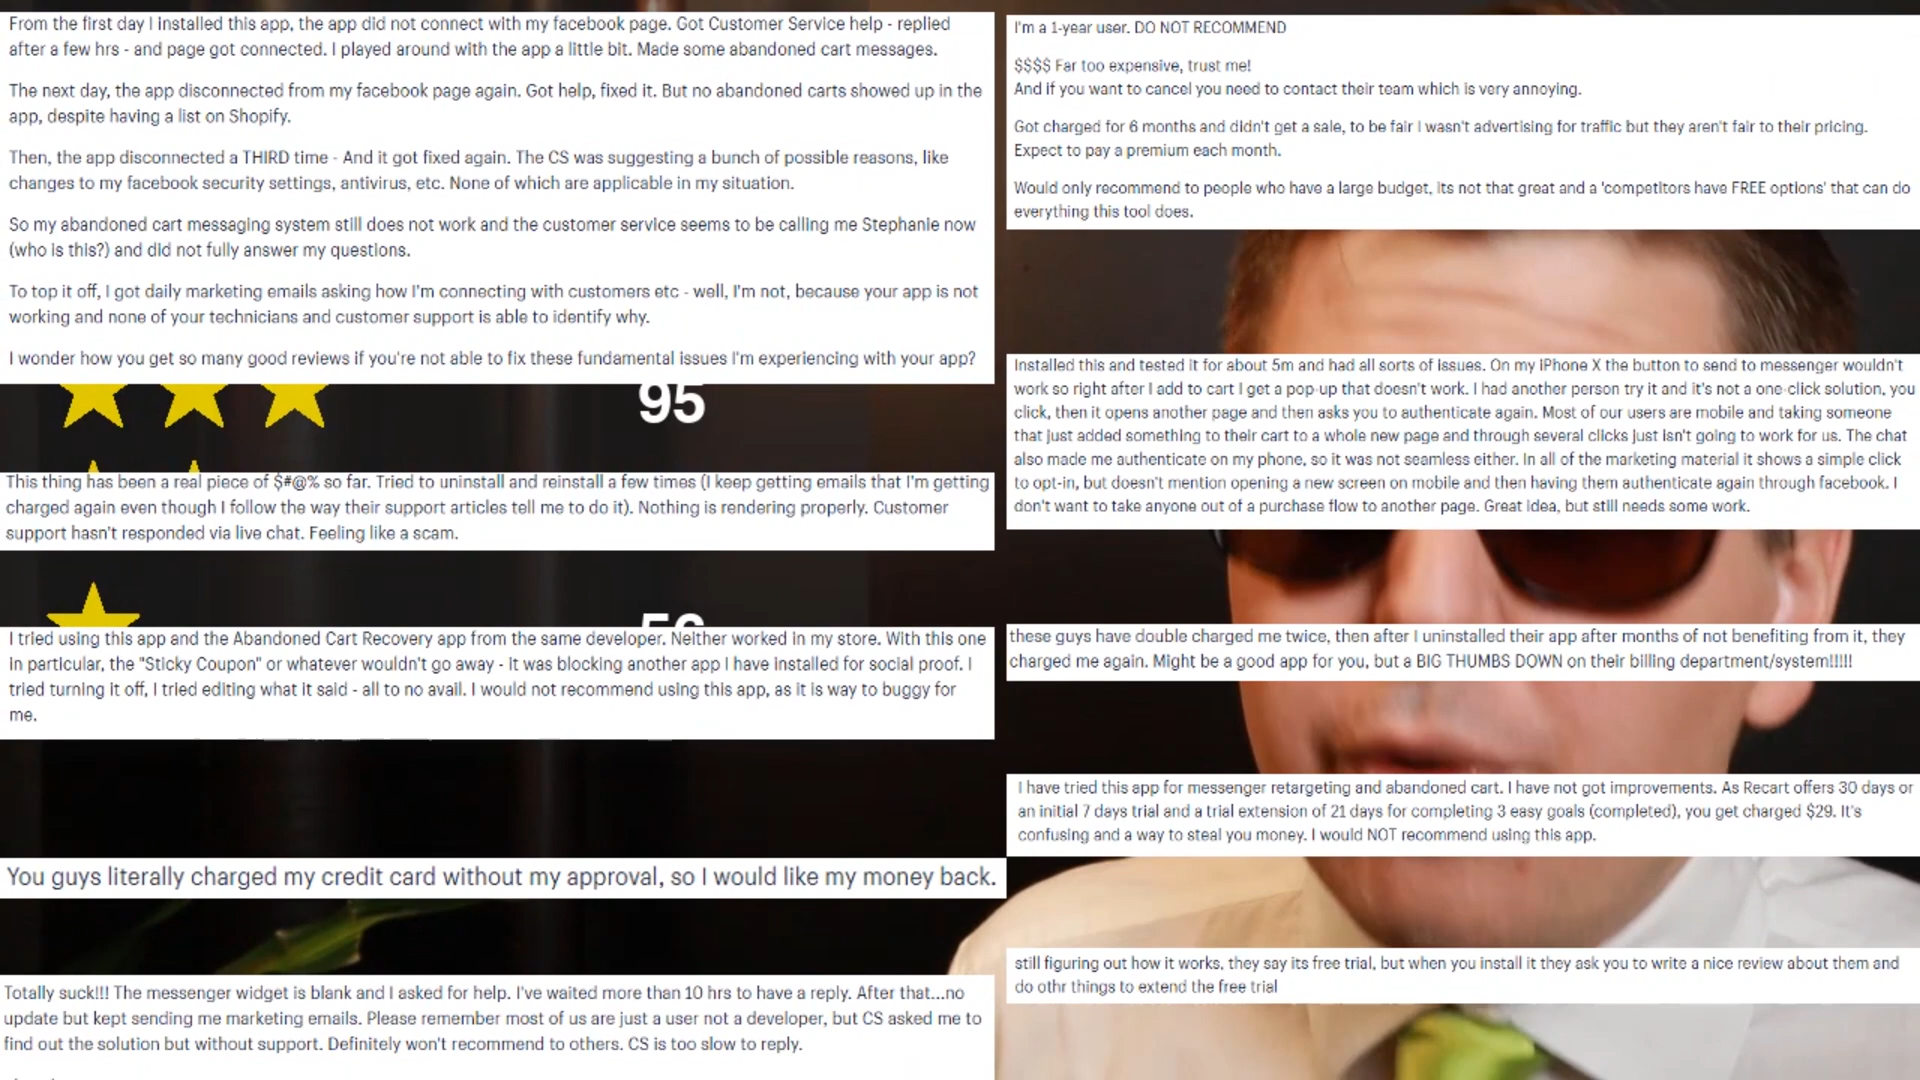 From the first day I installed this app, the app did not connect with my facebook page. Got Customer Service help - replied
after a few hrs - and page got connected. I played around with the app a little bit. Made some abandoned cart messages.
The next day, the app disconnected from my facebook page again. Got help, fixed it. But no abandoned carts showed up in the
app, despite having a list on Shopify.
Then, the app disconnected a THIRD time - And it got fixed again. The CS was suggesting a bunch of possible reasons, like
changes to my facebook security settings, antivirus, etc. None of which are applicable in my situation.
So my abandoned cart messaging system still does not work and the customer service seems to be calling me Stephanie now
(who is this?) and did not fully answer my questions.
To top it off, I got daily marketing emails asking how I'm connecting with customers etc - well, I'm not, because your app is not
working and none of your technicians and customer support is able to identify why.
I wonder how you get so many good reviews if you're not able to fix these fundamental issues I'm experiencing with your app?
95
This thing has been a real piece of $#@% so far. Tried to uninstall and reinstall a few times (I keep getting emails that I'm getting
charged again even though I follow the way their support articles tell me to do it). Nothing is rendering properly. Customer
support hasn't responded via live chat. Feeling like a scam.
I tried using this app and the Abandoned Cart Recovery app from the same developer. Neither worked in my store. With this one
in particular, the "Sticky Coupon" or whatever wouldn't go away - it was blocking another app I have installed for social proof. I
tried turning it off, I tried editing what it said - all to no avail. I would not recommend using this app, as it is way to buggy for
me.
You guys literally charged my credit card without my approval, so I would like my money back.
Totally suck!!! The messenger widget is blank and I asked for help. I've waited more than 10 hrs to have a reply. After that...no
update but kept sending me marketing emails. Please remember most of us are just a user not a developer, but CS asked me to
find out the solution but without support. Definitely won't recommend to others. CS is too slow to reply.
I'm a 1-year user. DO NOT RECOMMEND
$$$$ Far too expensive, trust me!
And if you want to cancel you need to contact their team which is very annoying.
Got charged for 6 months and didn't get a sale, to be fair I wasn't advertising for traffic but they aren't fair to their pricing.
Expect to pay a premium each month.
Would only recommend to people who have a large budget, its not that great and a 'competitors have FREE options' that can do
everything this tool does.
Installed this and tested it for about 5m and had all sorts of issues. On my iPhone X the button to send to messenger wouldn't
work so right after I add to cart I get a pop-up that doesn't work. I had another person try it and it's not a one-click solution, you
click, then it opens another page and then asks you to authenticate again. Most of our users are mobile and taking someone
that just added something to their cart to a whole new page and through several clicks just isn't going to work for us. The chat
also made me authenticate on my phone, so it was not seamless either. In all of the marketing material it shows a simple click
to opt-in, but doesn't mention opening a new screen on mobile and then having them authenticate again through facebook. I
don't want to take anyone out of a purchase flow to another page. Great idea, but still needs some work.
these guys have double charged me twice, then after I uninstalled their app after months of not benefiting from it, they
charged me again. Might be a good app for you, but a BIG THUMBS DOWN on their billing department/system!!!!!
I have tried this app for messenger retargeting and abandoned cart. I have not got improvements. As Recart offers 30 days or
an initial 7 days trial and a trial extension of 21 days for completing 3 easy goals (completed), you get charged $29. It's
confusing and a way to steal you money. I would NOT recommend using this app.
still figuring out how it works, they say its free trial, but when you install it they ask you to write a nice review about them and
do othr things to extend the free trial